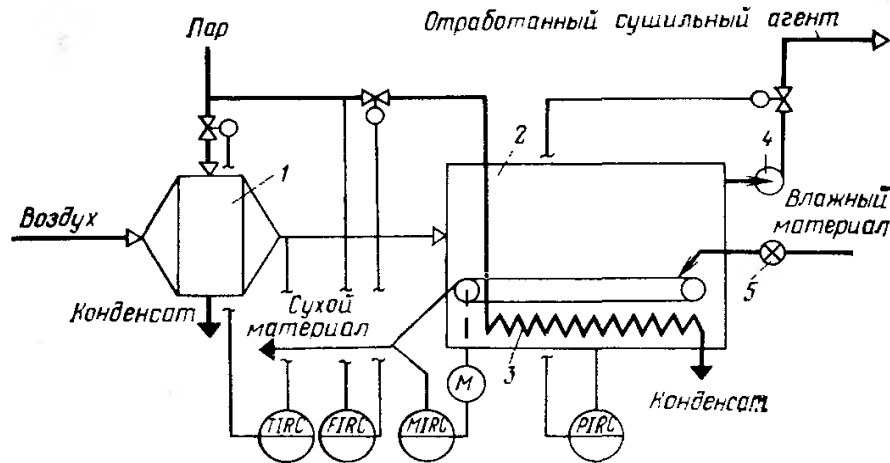 Пар
Отработанный сушильный агент
1
2
4
Воздух
Влажный
материал
5
Конденсат
Сухой
материал
3
M
Конденсат
TIRC
FIRC
MIRC
PIRC